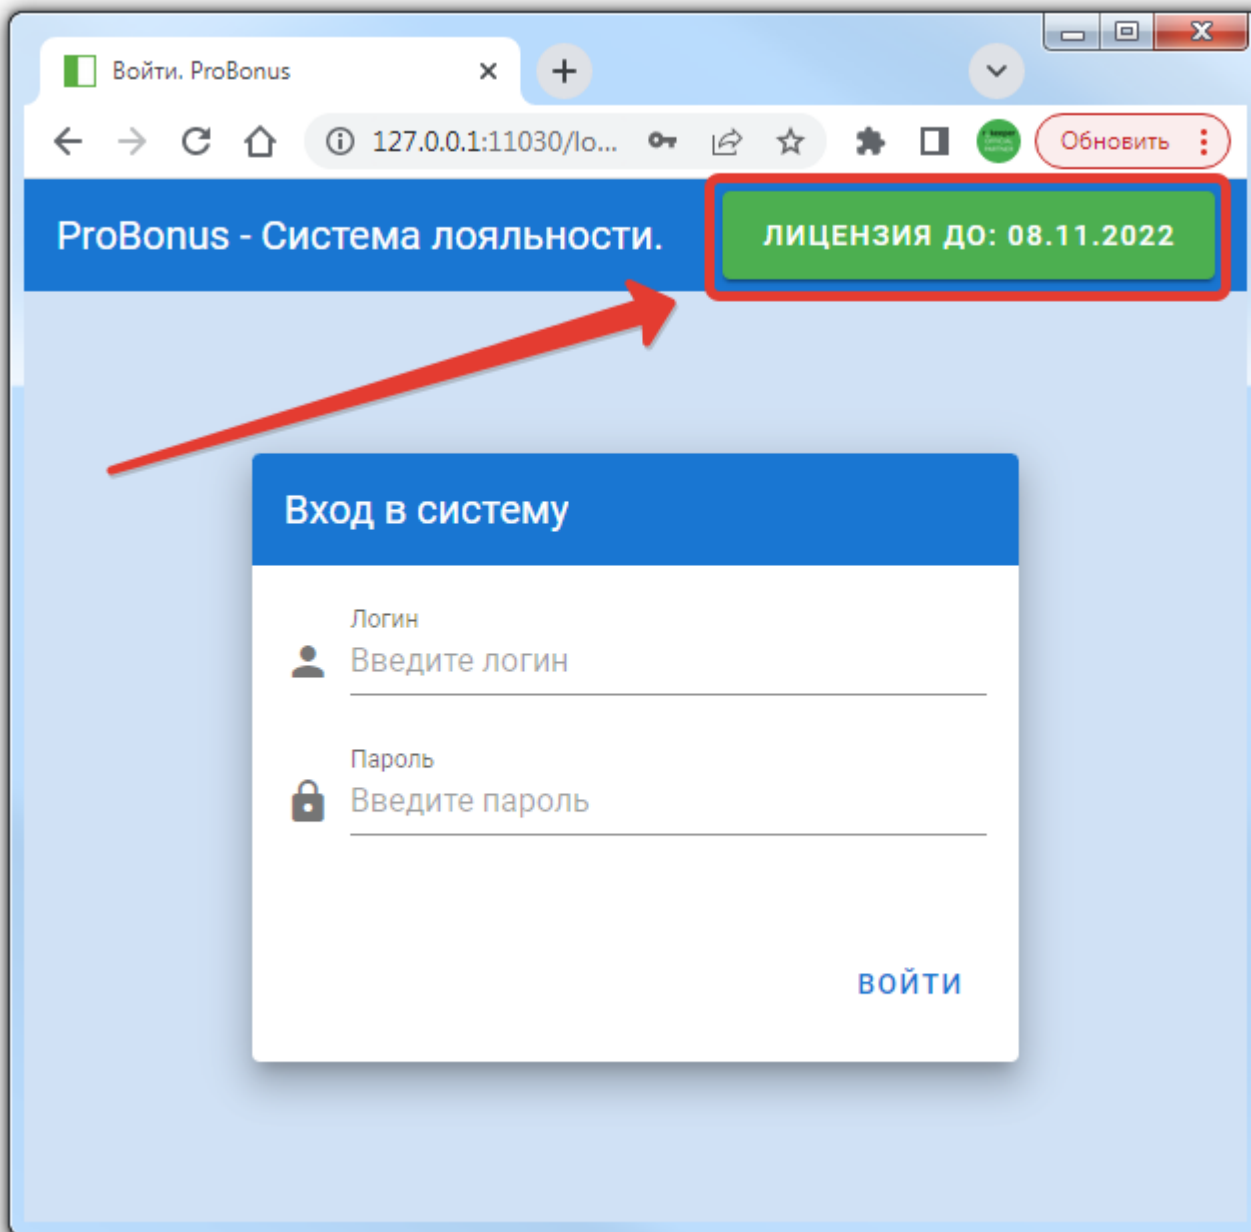 Войти. ProBonus
127.0.0.1:11030/lo...
Обновить
ProBonus - Система лояльности.
ЛИЦЕНЗИЯ ДО: 08.11.2022
Вход в систему
Логин
Введите логин
Пароль
Введите пароль
ВОЙТИ